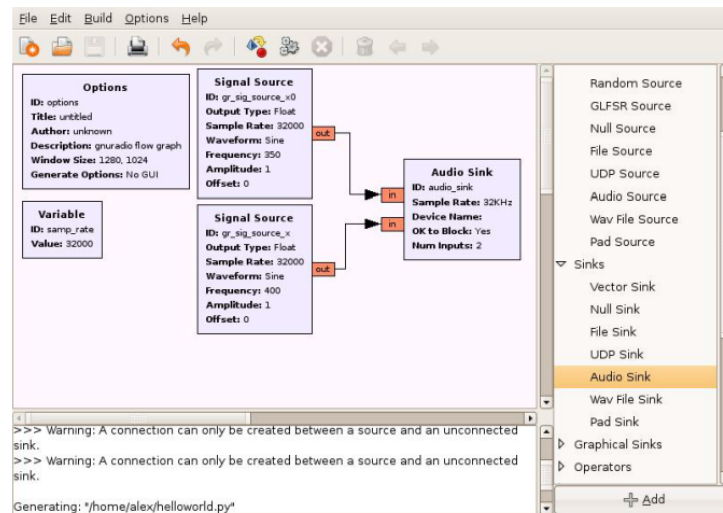 File Edit Build Options Help
Options
ID: options
Title: untitled
Author: unknown
Description: gnuradio flow graph
Window Size: 1280, 1024
Generate Options: No GUI
Variable
ID: samp_rate
Value: 32000
Signal Source
ID: gr_sig_source_x0
Output Type: Float
Sample Rate: 32000
Waveform: Sine
Frequency: 350
Amplitude: 1
Offset: 0
out
Signal Source
ID: gr_sig_source_x
Output Type: Float
Sample Rate: 32000
Waveform: Sine
Frequency: 400
Amplitude: 1
Offset: 0
out
in
in
Audio Sink
ID: audio_sink
Sample Rate: 32KHz
Device Name:
OK to Block: Yes
Num Inputs: 2
Random Source
GLFSR Source
Null Source
File Source
UDP Source
Audio Source
Wav File Source
Pad Source
Sinks
Vector Sink
Null Sink
File Sink
UDP Sink
Audio Sink
Wav File Sink
Pad Sink
Graphical Sinks
Operators
Add
>>> Warning: A connection can only be created between a source and an unconnected
sink.
>>> Warning: A connection can only be created between a source and an unconnected
sink.
Generating: "/home/alex/helloworld.py"